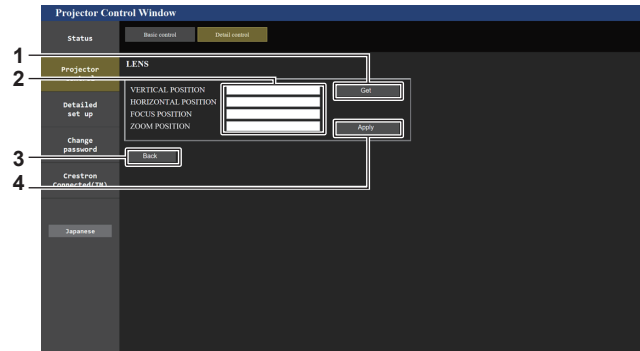 Projector Control Window
Status
Basic control
Detail control
1
Projector
LENS
2
VERTICAL POSITION
Get
HORIZONTAL POSITION
Detailed
set up
FOCUS POSITION
ZOOM POSITION
Apply
Change
password
3
Back
Crestron
Connected(TM)
4
Japanese